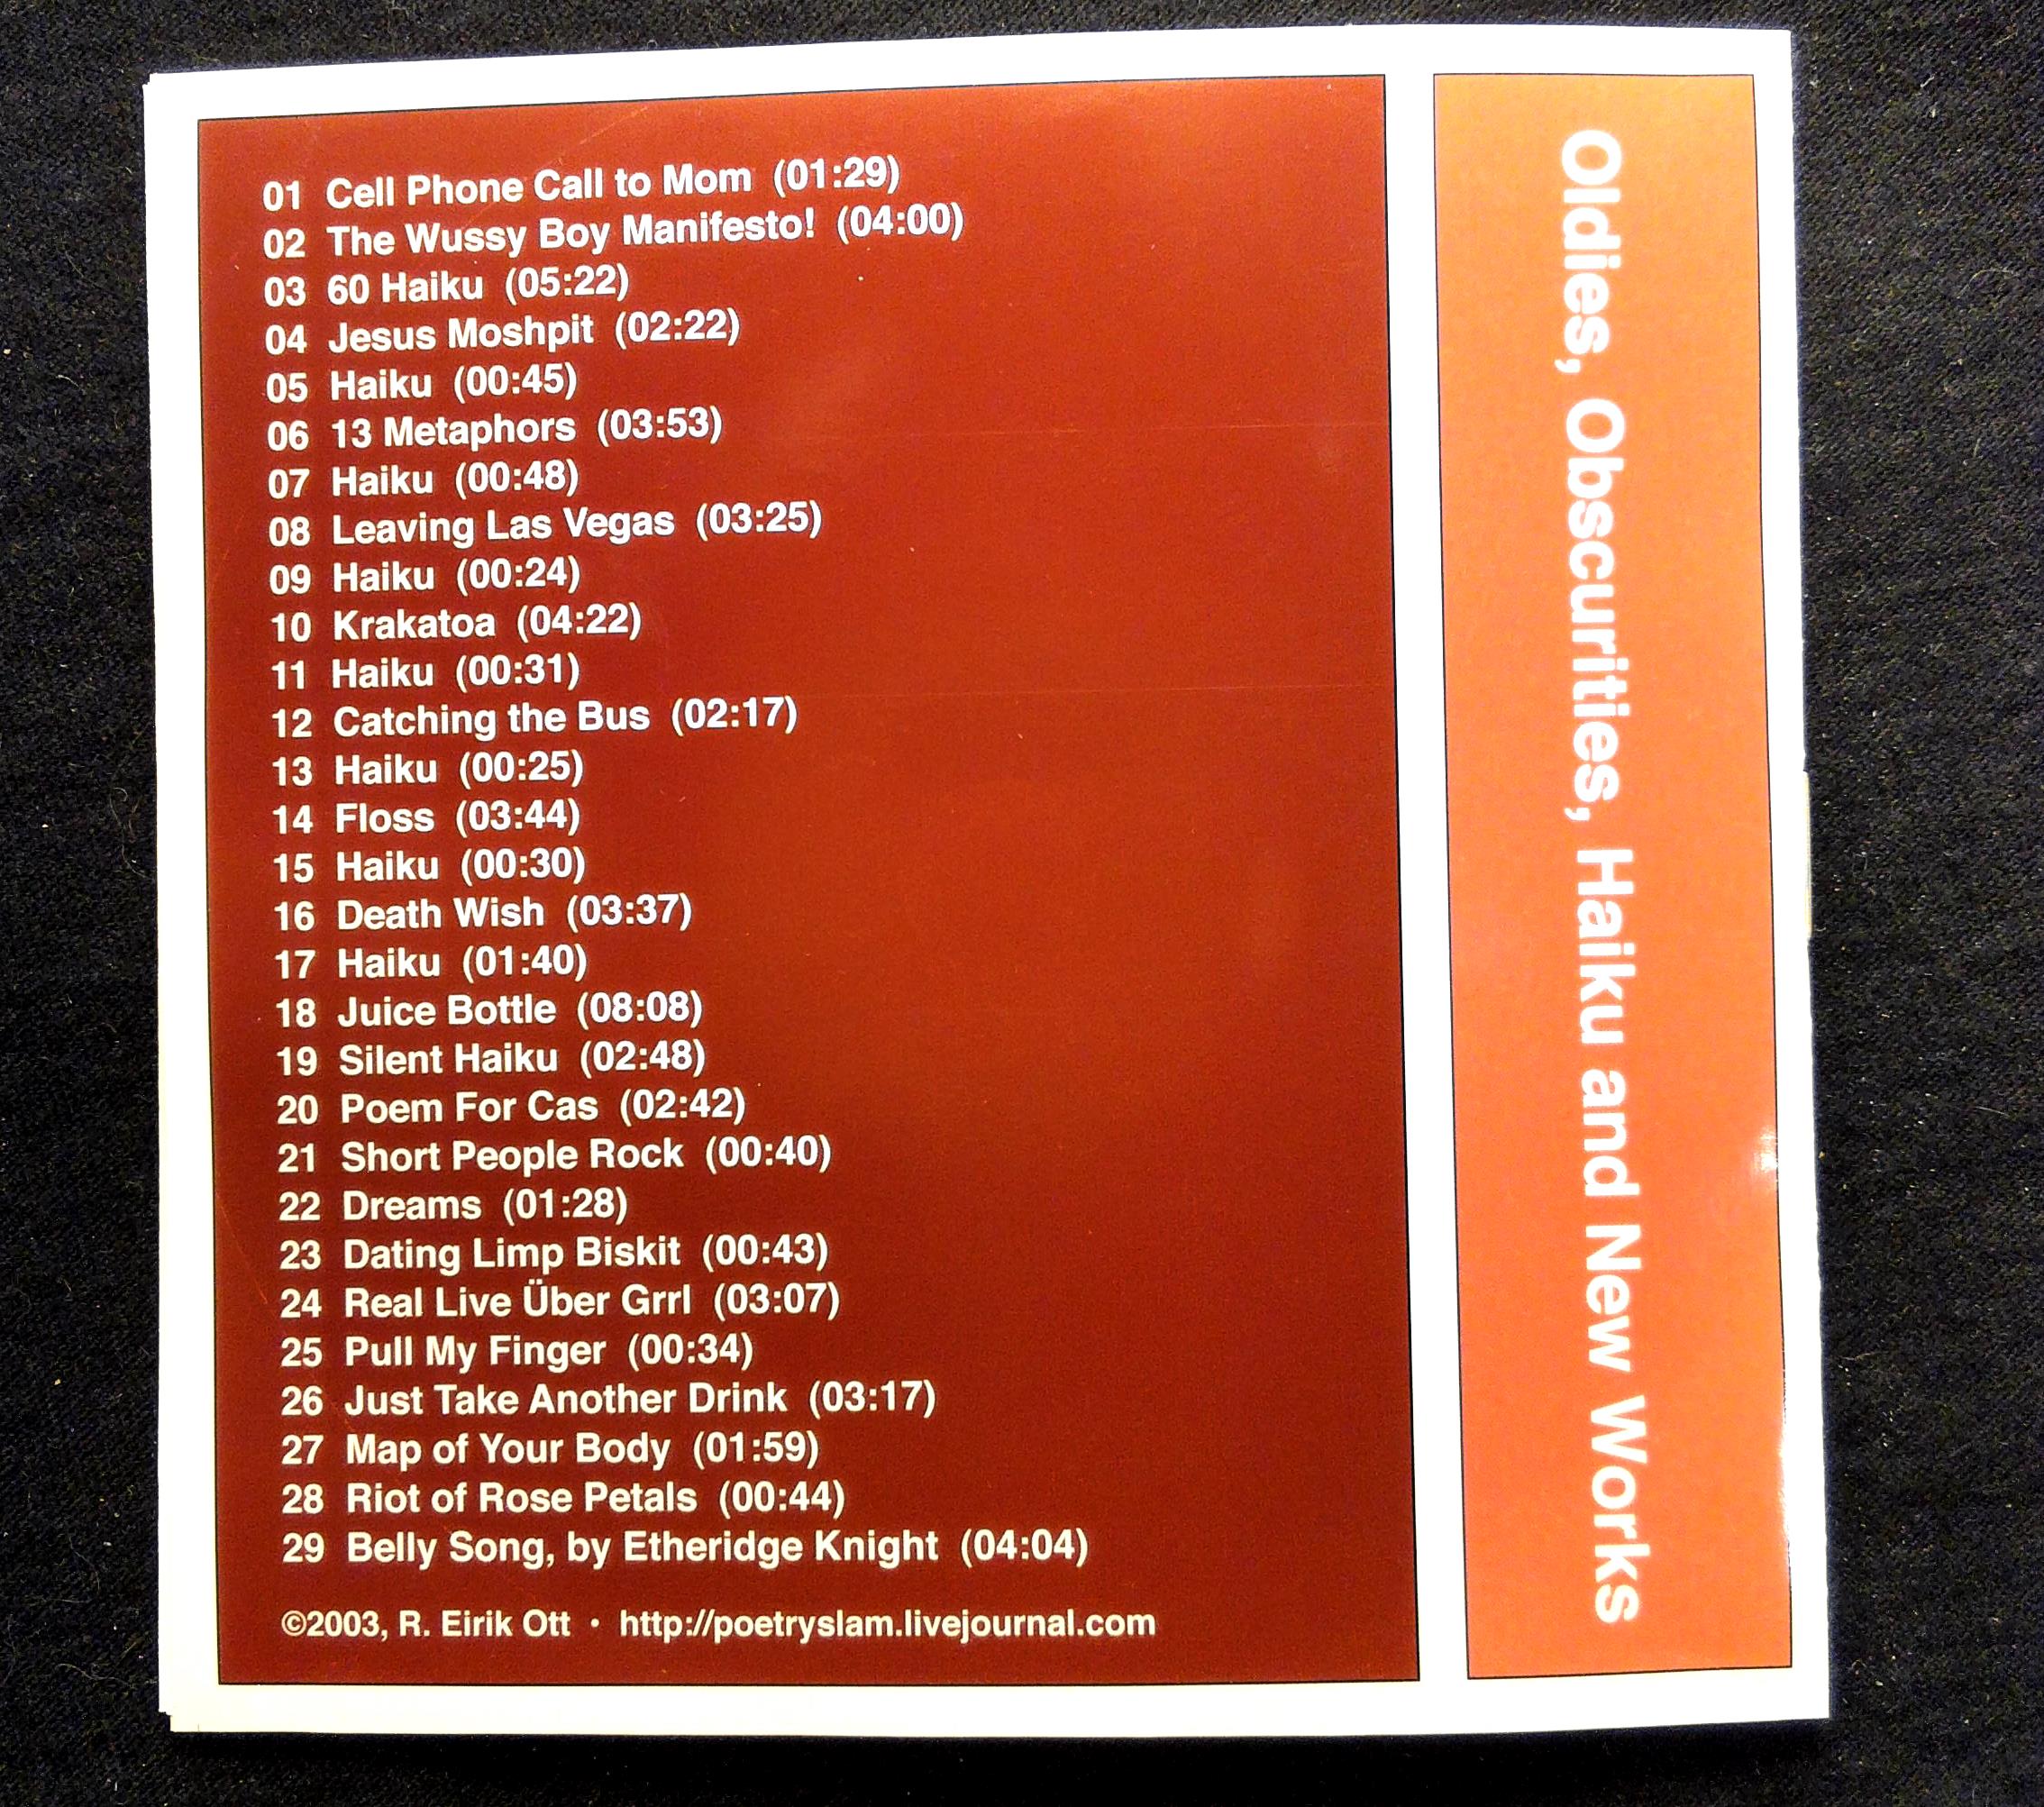 01 Cell Phone Call to Mom (01:29)
02 The Wussy Boy Manifesto! (04:00)
03 60 Haiku (05:22)
04 Jesus Moshpit (02:22)
05 Haiku (00:45)
06 13 Metaphors (03:53)
07 Haiku (00:48)
08 Leaving Las Vegas (03:25)
09 Haiku (00:24)
10 Krakatoa (04:22)
11 Haiku (00:31)
12 Catching the Bus (02:17)
13 Haiku (00:25)
14 Floss (03:44)
15 Haiku (00:30)
16 Death Wish (03:37)
17 Haiku (01:40)
18 Juice Bottle (08:08)
19 Silent Haiku (02:48)
20 Poem For Cas (02:42)
21 Short People Rock (00:40)
22 Dreams (01:28)
23 Dating Limp Biskit (00:43)
24 Real Live Über Grrl (03:07)
25 Pull My Finger (00:34)
26 Just Take Another Drink (03:17)
27 Map of Your Body (01:59)
28 Riot of Rose Petals (00:44)
29 Belly Song, by Etheridge Knight (04:04)
©2003, R. Eirik Ott • http://poetryslam.livejournal.com
Oldies, Obscurities, Haiku and New Works